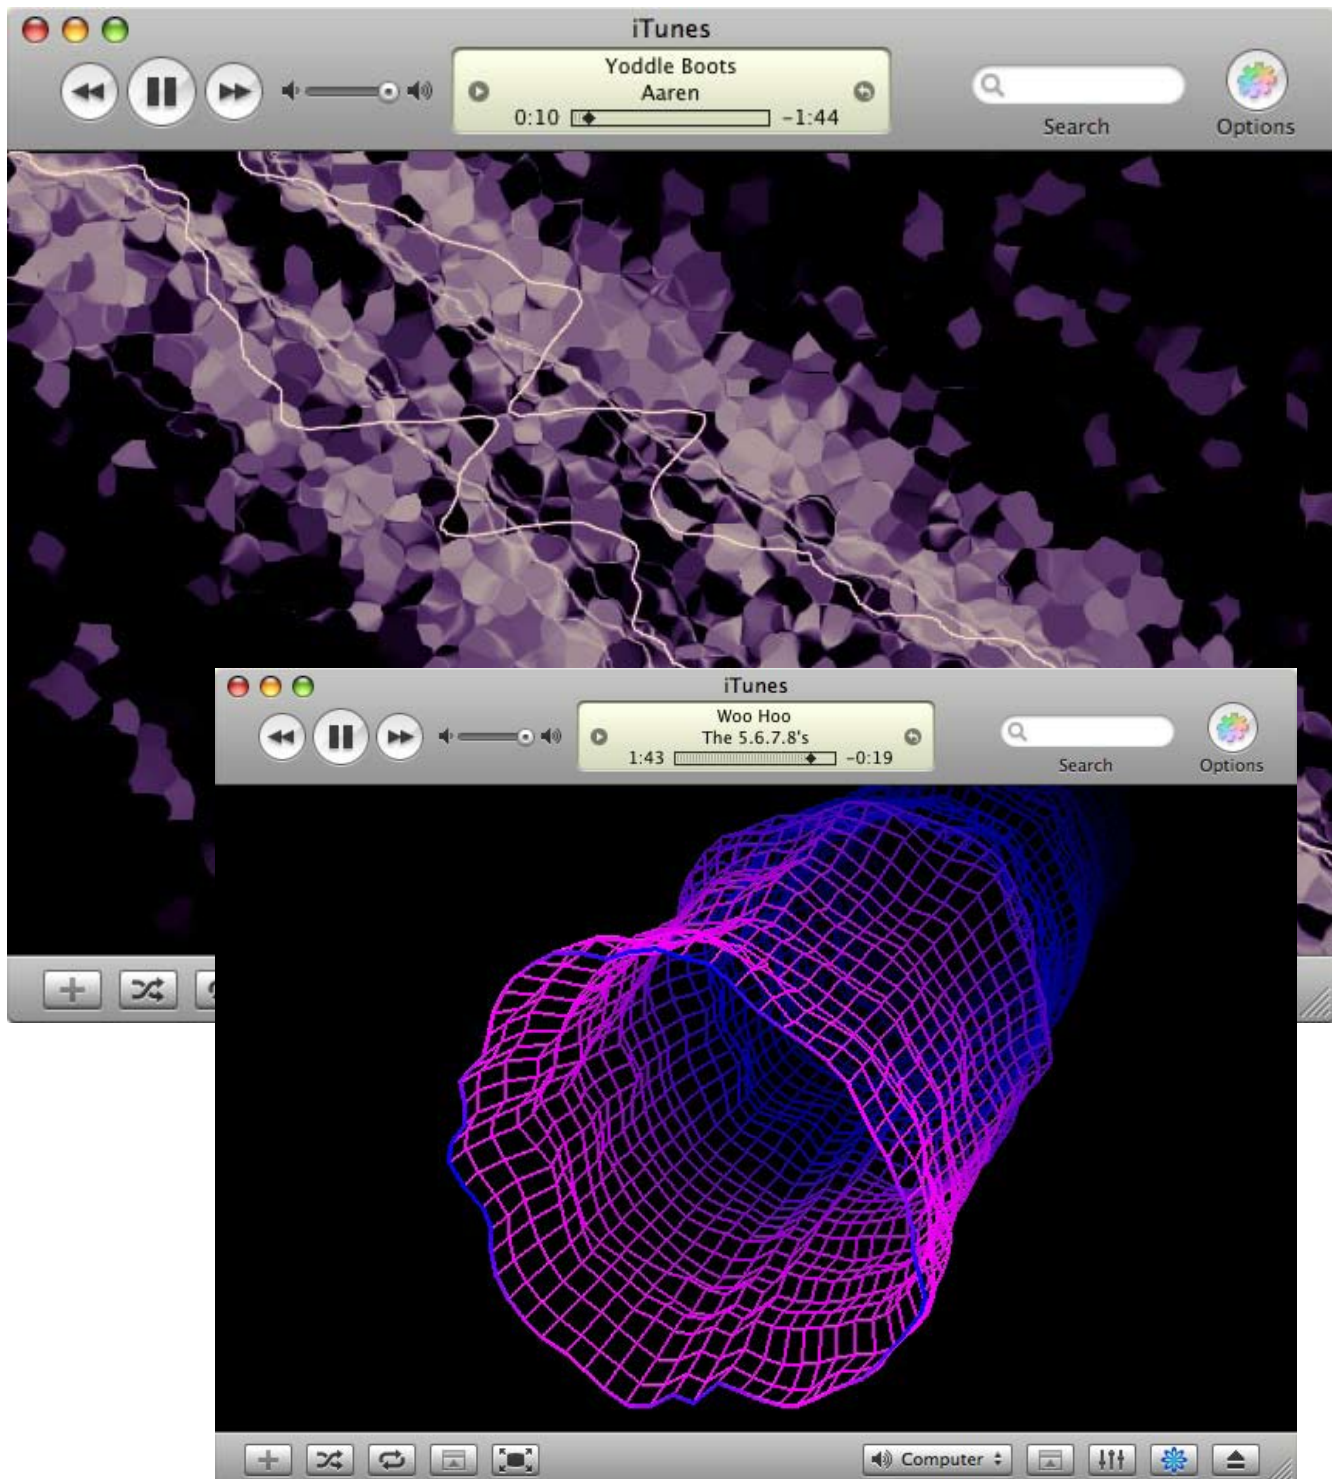 iTunes
Yoddle Boots
Aaren
0:10 -1:44
Search
Options
iTunes
Woo Hoo
The 5.6.7.8's
1:43 -0:19
Search
Options
Computer